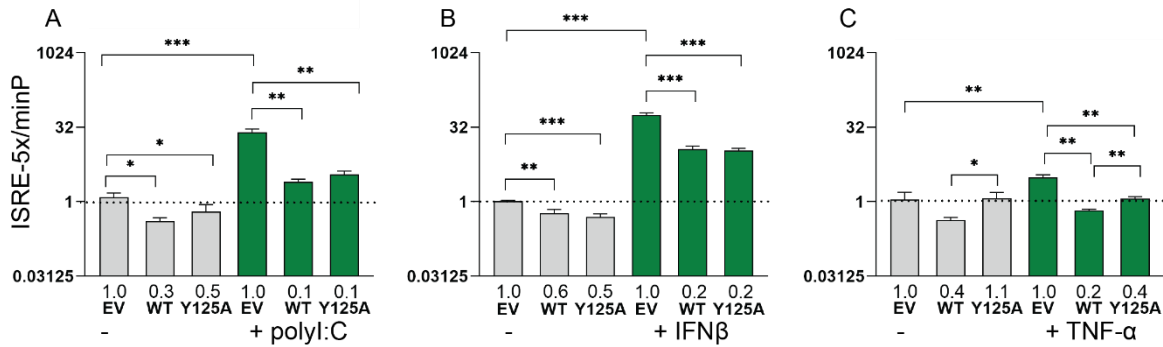 A
ISRE-5x/minP
1024
32
1
0.03125
***
**
**
*
*
1.0 0.3 0.5 1.0 0.1 0.1
EV WT Y125A EV WT Y125A
- + polyI:C
B
1024
32
1
0.03125
***
***
***
***
**
1.0 0.6 0.5 1.0 0.2 0.2
EV WT Y125A EV WT Y125A
- + IFNβ
C
1024
32
1
0.03125
**
**
**
**
*
1.0 0.4 1.1 1.0 0.2 0.4
EV WT Y125A EV WT Y125A
- + TNF-α